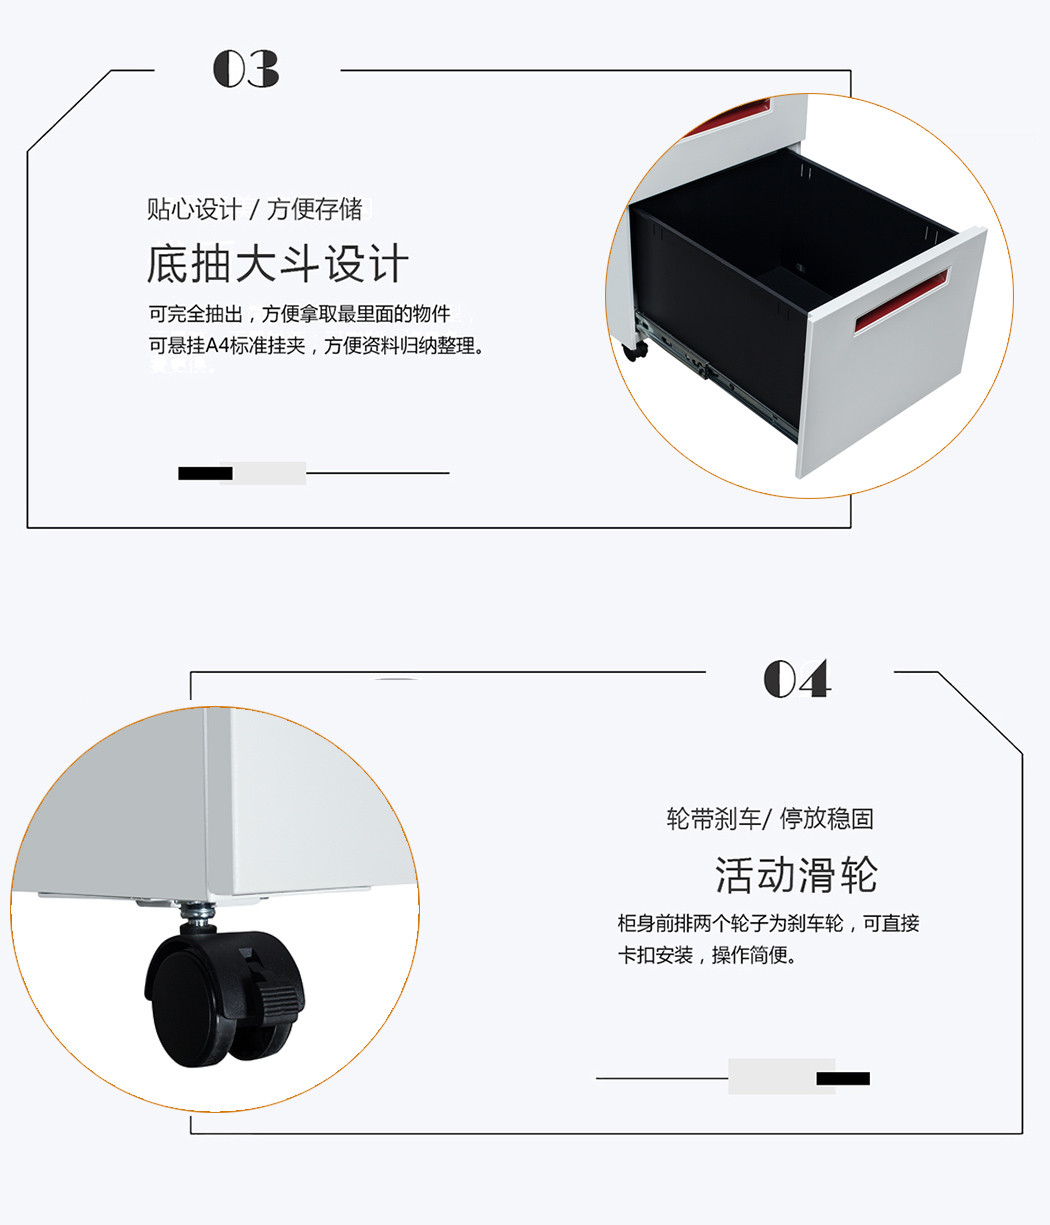 03
贴心设计 / 方便存储
底抽大斗设计
可完全抽出，方便拿取最里面的物件
可悬挂A4标准挂夹，方便资料归纳整理。
04
轮带刹车/ 停放稳固
活动滑轮
柜身前排两个轮子为刹车轮，可直接
卡扣安装，操作简便。